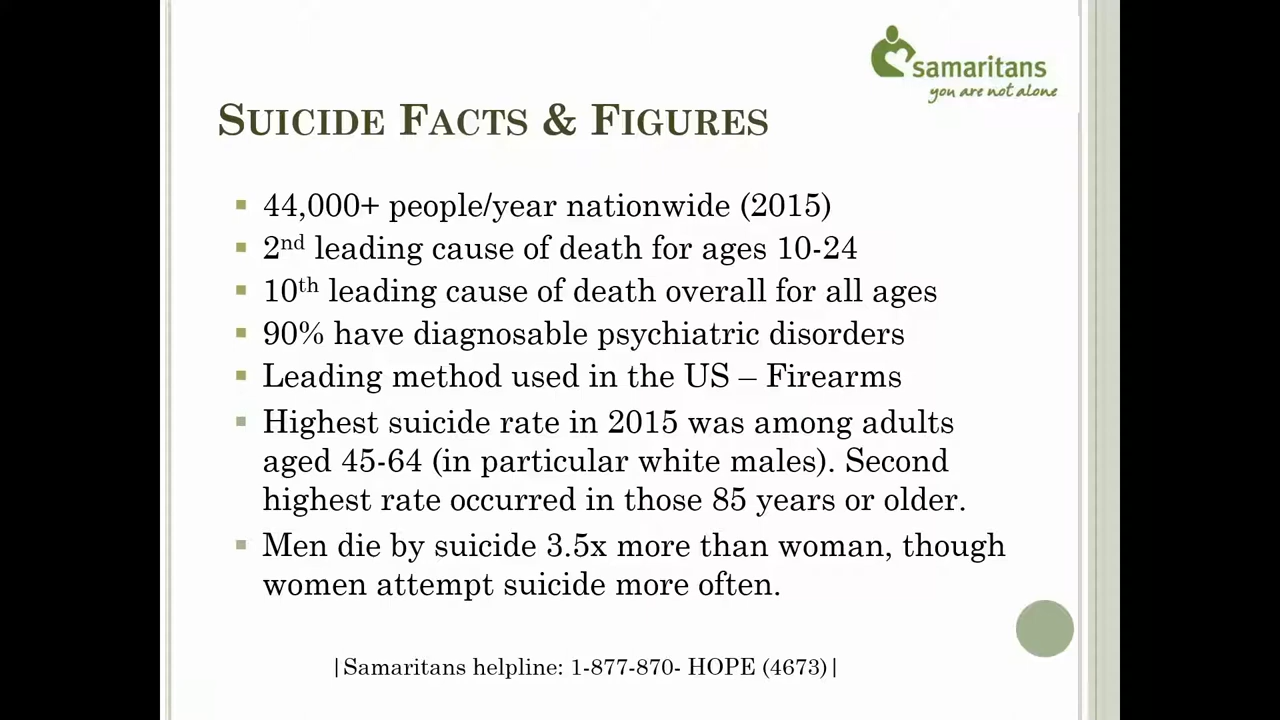 samaritans
you are not alone
SUICIDE FACTS & FIGURES
44,000+ people/year nationwide (2015)
2nd leading cause of death for ages 10-24
10th leading cause of death overall for all ages
90% have diagnosable psychiatric disorders
Leading method used in the US – Firearms
Highest suicide rate in 2015 was among adults
aged 45-64 (in particular white males). Second
highest rate occurred in those 85 years or older.
Men die by suicide 3.5x more than woman, though
women attempt suicide more often.
|Samaritans helpline: 1-877-870- HOPE (4673)|